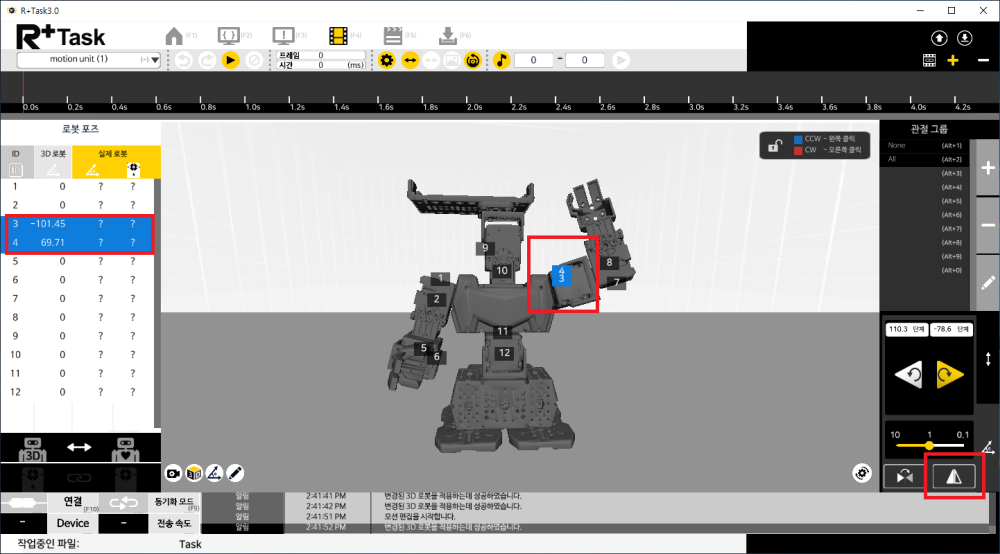 R+Task3.0
R+Task
(F1)
(F2)
(F3)
(F4)
(F5)
(F6)
motion unit (1)
프레임 0
시간 0 (ms)
0 - 0
0.0s 0.2s 0.4s 0.6s 0.8s 1.0s 1.2s 1.4s 1.6s 1.8s 2.0s 2.2s 2.4s 2.6s 2.8s 3.0s 3.2s 3.4s 3.6s 3.8s 4.0s 4.2s
로봇 포즈
ID 3D 로봇 실제 로봇
1 0 ? ?
2 0 ? ?
3 -101.45 ? ?
4 69.71 ? ?
5 0 ? ?
6 0 ? ?
7 0 ? ?
8 0 ? ?
9 0 ? ?
10 0 ? ?
11 0 ? ?
12 0 ? ?
3D
CCW - 왼쪽 클릭
CW - 오른쪽 클릭
9
10
4
3
8
7
1
2
11
5
12
6
관절 그룹
None (Alt+1)
All (Alt+2)
(Alt+3)
(Alt+4)
(Alt+5)
(Alt+6)
(Alt+7)
(Alt+8)
(Alt+9)
(Alt+0)
110.3 단계 -78.6 단계
10 1 0.1
연결 (F10)
동기화 모드 (F9)
- Device - 전송 속도
알림 2:41:41 PM 변경된 3D 로봇을 적용하는데 성공하였습니다.
알림 2:41:42 PM 변경된 3D 로봇을 적용하는데 성공하였습니다.
알림 2:41:51 PM 모션 편집을 시작합니다.
알림 2:41:52 PM 변경된 3D 로봇을 적용하는데 성공하였습니다.
작업중인 파일: Task